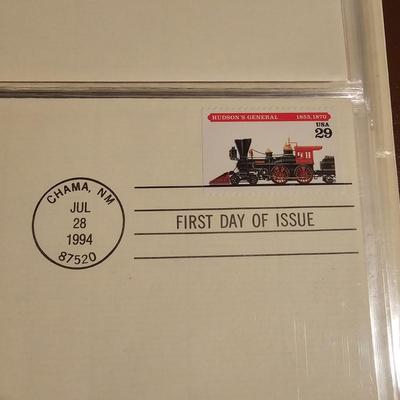 HUDSON'S GENERAL 1855,1870
USA
29
CHAMA, NM
JUL
28
1994
87520
FIRST DAY OF ISSUE